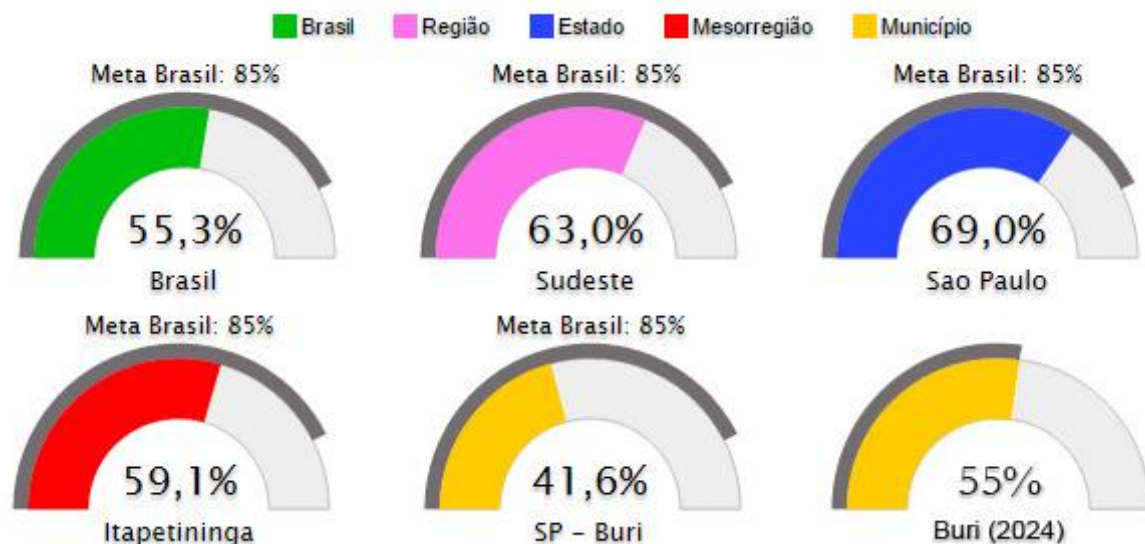 Brasil Região Estado Mesorregião Município
Meta Brasil: 85% Meta Brasil: 85% Meta Brasil: 85%
55,3% 63,0% 69,0%
Brasil Sudeste Sao Paulo
Meta Brasil: 85% Meta Brasil: 85%
59,1% 41,6% 55%
Itapetininga SP - Buri Buri (2024)